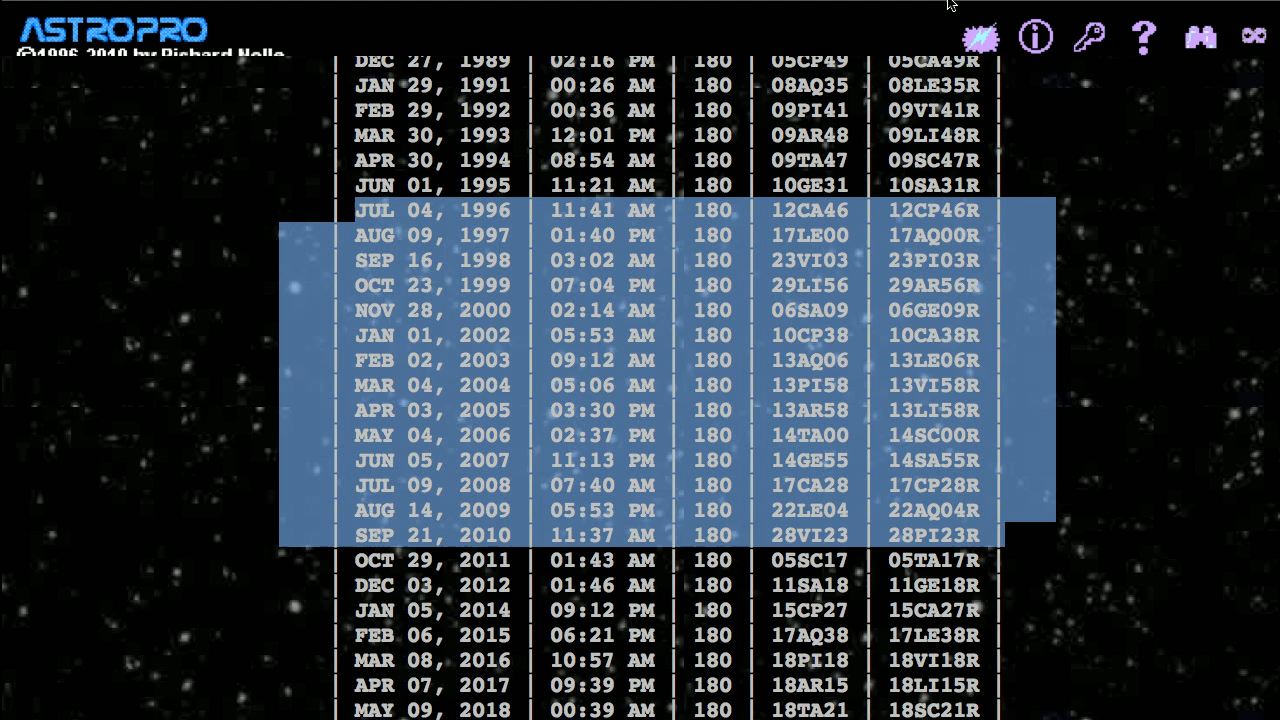 ASTROPRO
©1996-2010 by Richard Nolle
| DEC 27, 1989 | 02:16 PM | 180 | 05CP49 | 05CA49R |
| JAN 29, 1991 | 00:26 AM | 180 | 08AQ35 | 08LE35R |
| FEB 29, 1992 | 00:36 AM | 180 | 09PI41 | 09VI41R |
| MAR 30, 1993 | 12:01 PM | 180 | 09AR48 | 09LI48R |
| APR 30, 1994 | 08:54 AM | 180 | 09TA47 | 09SC47R |
| JUN 01, 1995 | 11:21 AM | 180 | 10GE31 | 10SA31R |
| JUL 04, 1996 | 11:41 AM | 180 | 12CA46 | 12CP46R |
| AUG 09, 1997 | 01:40 PM | 180 | 17LE00 | 17AQ00R |
| SEP 16, 1998 | 03:02 AM | 180 | 23VI03 | 23PI03R |
| OCT 23, 1999 | 07:04 PM | 180 | 29LI56 | 29AR56R |
| NOV 28, 2000 | 02:14 AM | 180 | 06SA09 | 06GE09R |
| JAN 01, 2002 | 05:53 AM | 180 | 10CP38 | 10CA38R |
| FEB 02, 2003 | 09:12 AM | 180 | 13AQ06 | 13LE06R |
| MAR 04, 2004 | 05:06 AM | 180 | 13PI58 | 13VI58R |
| APR 03, 2005 | 03:30 PM | 180 | 13AR58 | 13LI58R |
| MAY 04, 2006 | 02:37 PM | 180 | 14TA00 | 14SC00R |
| JUN 05, 2007 | 11:13 PM | 180 | 14GE55 | 14SA55R |
| JUL 09, 2008 | 07:40 AM | 180 | 17CA28 | 17CP28R |
| AUG 14, 2009 | 05:53 PM | 180 | 22LE04 | 22AQ04R |
| SEP 21, 2010 | 11:37 AM | 180 | 28VI23 | 28PI23R |
| OCT 29, 2011 | 01:43 AM | 180 | 05SC17 | 05TA17R |
| DEC 03, 2012 | 01:46 AM | 180 | 11SA18 | 11GE18R |
| JAN 05, 2014 | 09:12 PM | 180 | 15CP27 | 15CA27R |
| FEB 06, 2015 | 06:21 PM | 180 | 17AQ38 | 17LE38R |
| MAR 08, 2016 | 10:57 AM | 180 | 18PI18 | 18VI18R |
| APR 07, 2017 | 09:39 PM | 180 | 18AR15 | 18LI15R |
| MAY 09, 2018 | 00:39 AM | 180 | 18TA21 | 18SC21R |